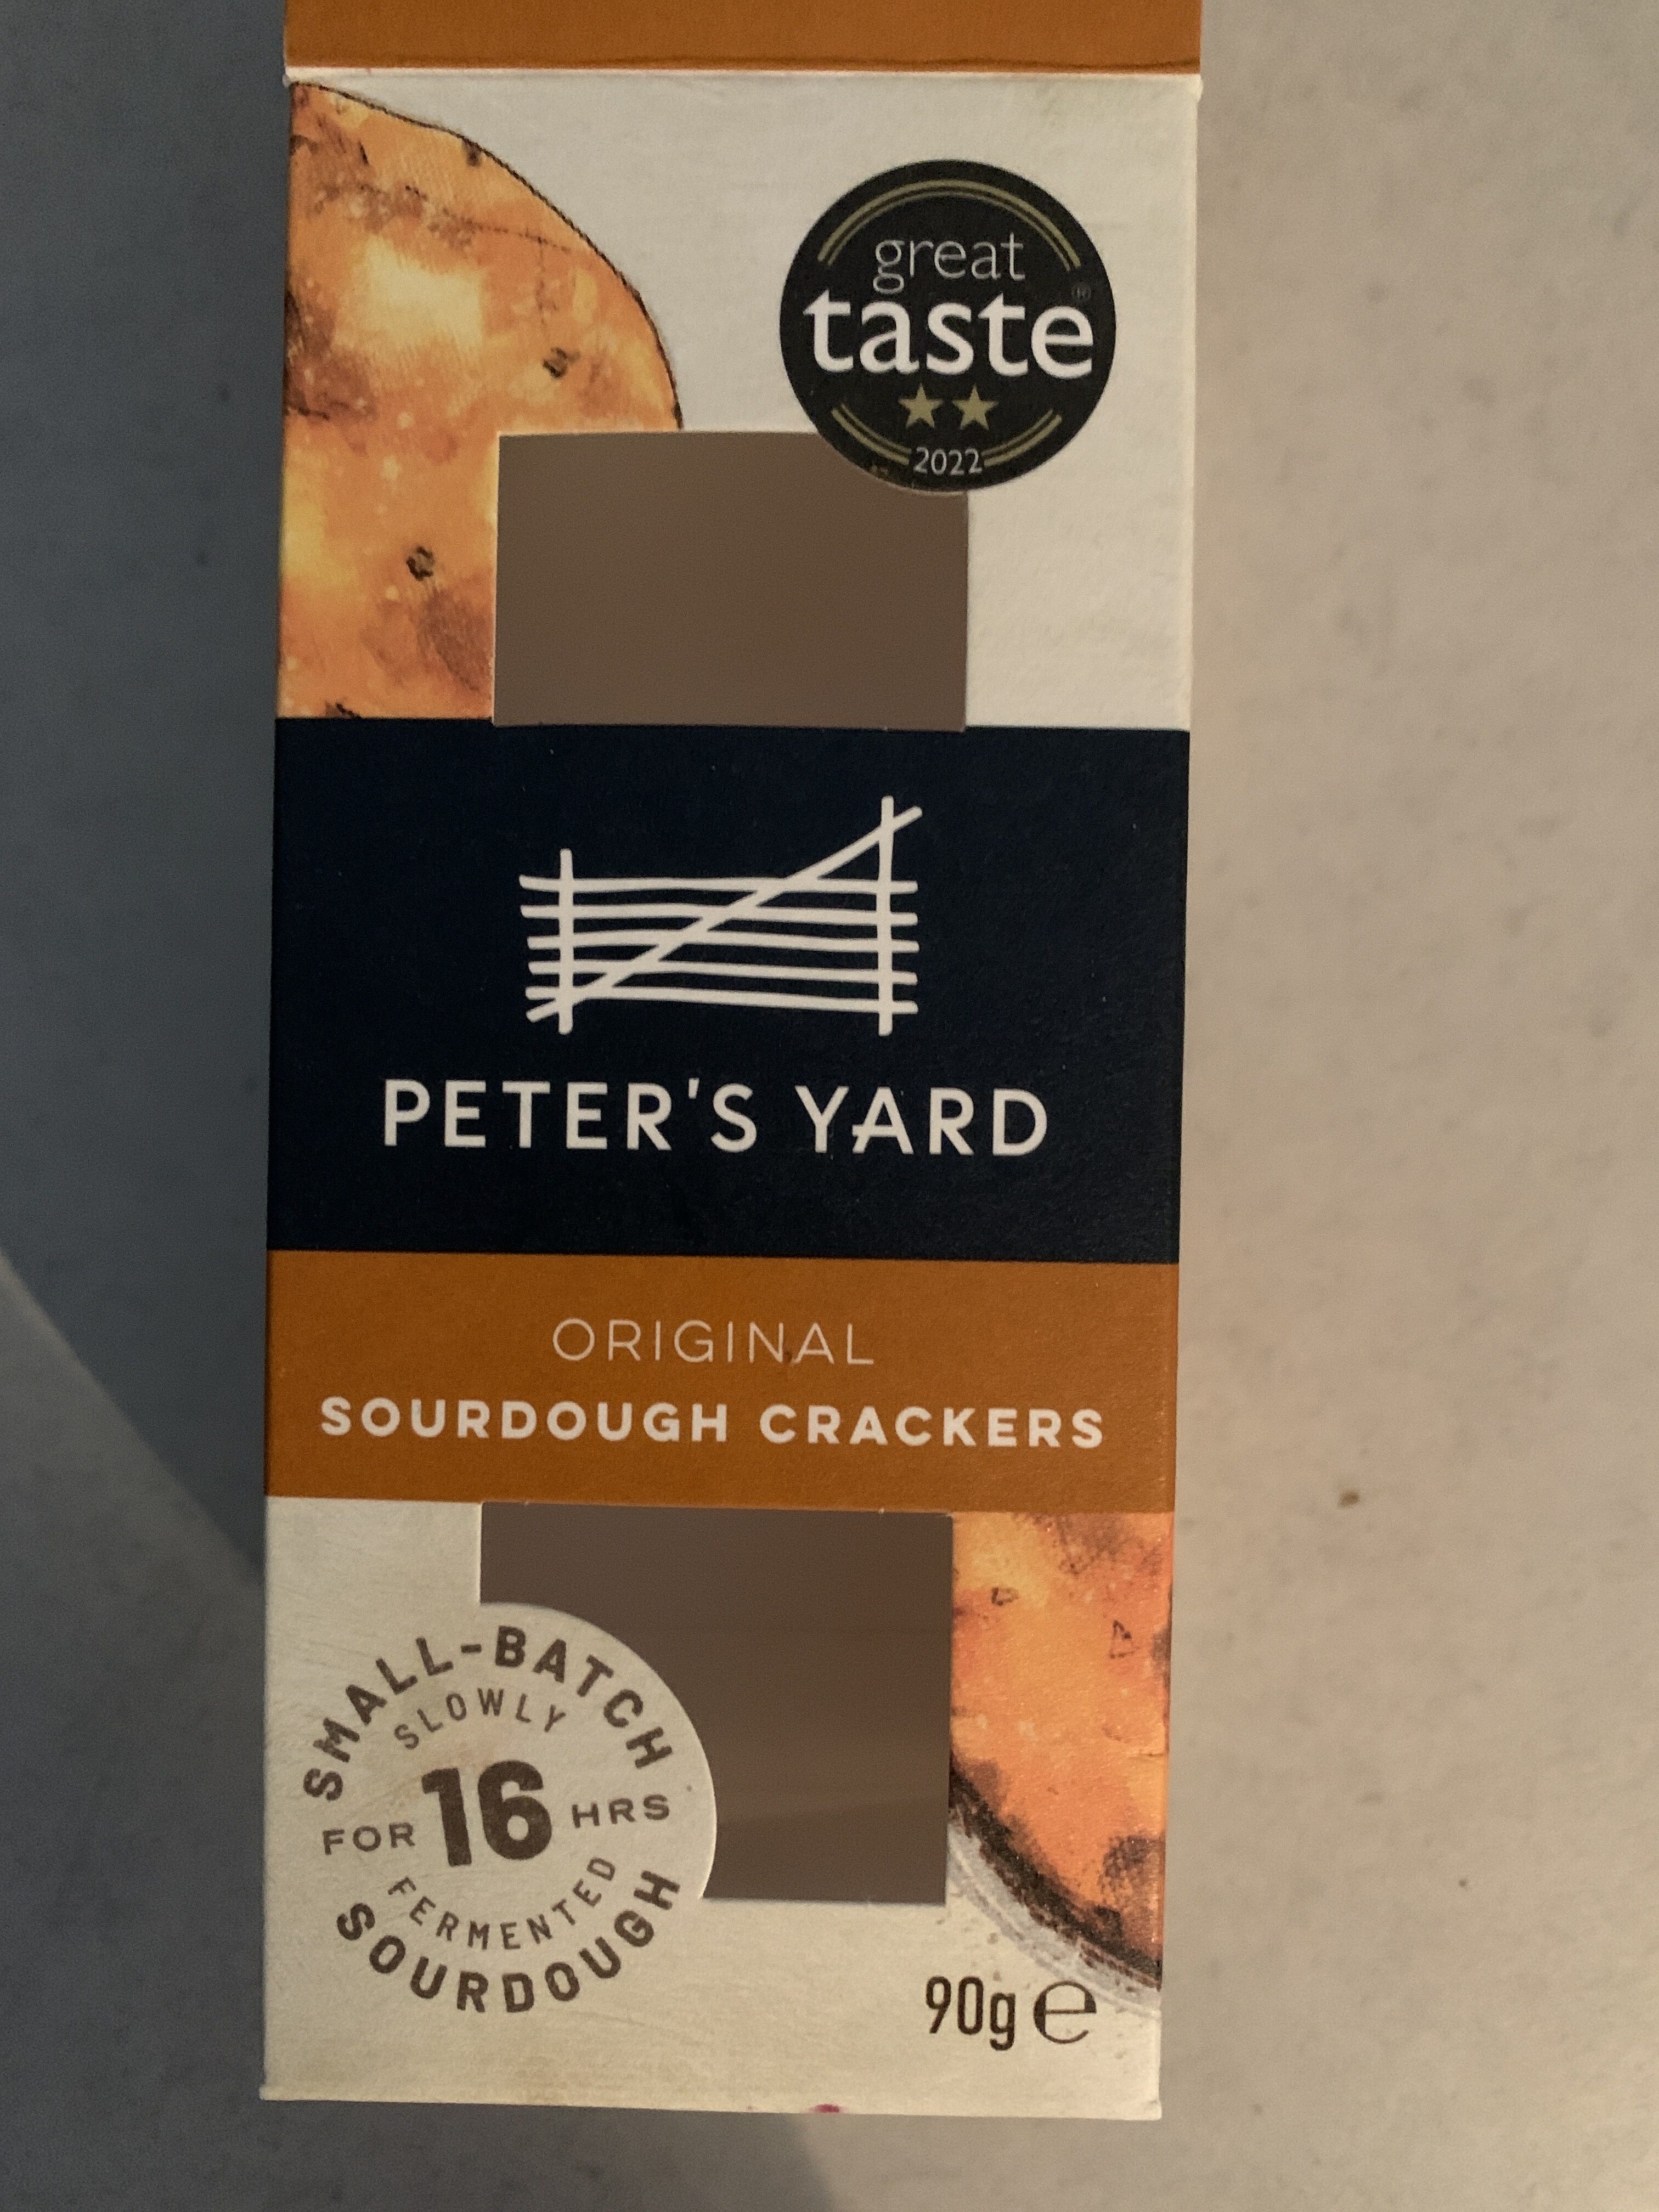 great
taste®
2022
PETER'S YARD
ORIGINAL
SOURDOUGH CRACKERS
SMALL-BATCH
SLOWLY
FOR 16 HRS
FERMENTED
SOURDOUGH
90g ℮